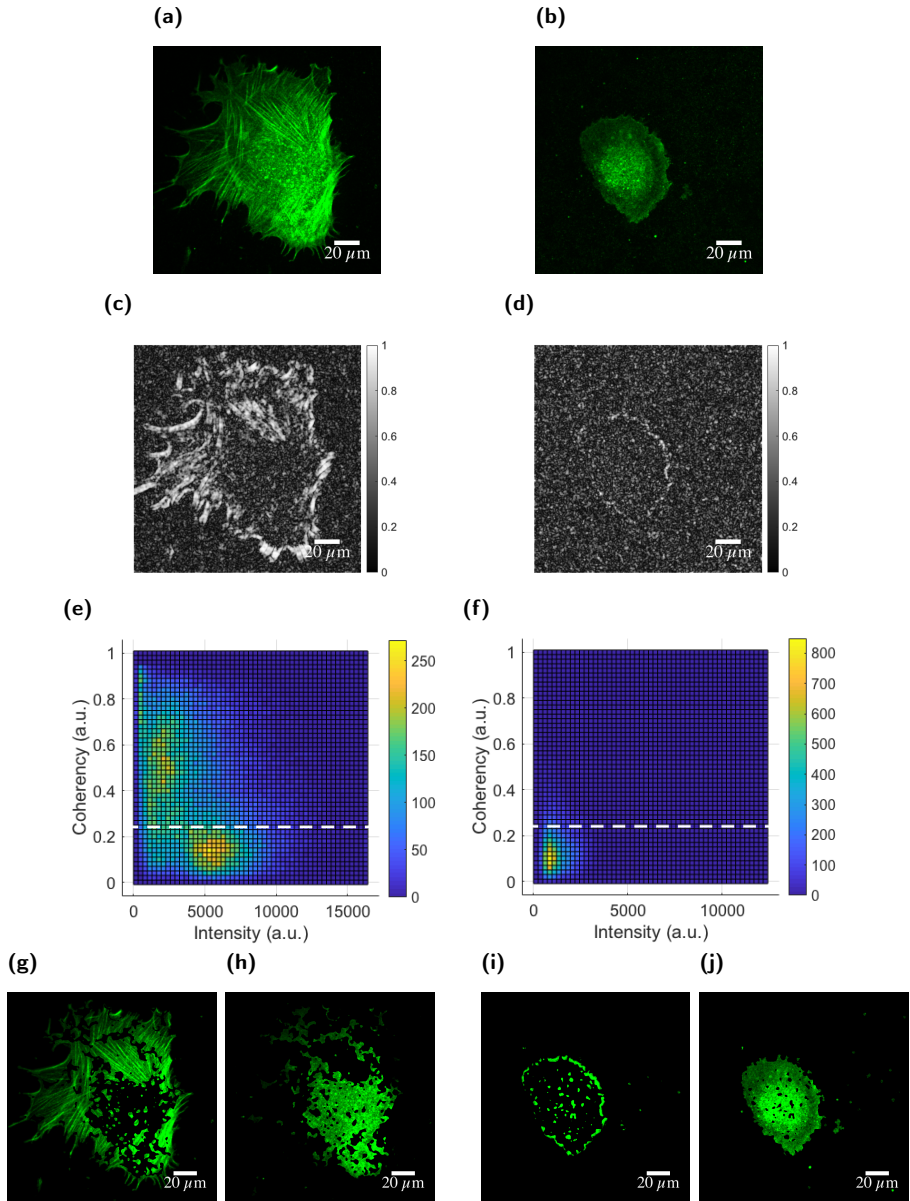 (a) (b)
20 µm 20 µm
(c) (d)
1 1
0.8 0.8
0.6 0.6
0.4 0.4
0.2 0.2
20 µm 20 µm
0 0
(e) (f)
1 1
0.8 0.8
0.6 0.6
0.4 0.4
0.2 0.2
0 0
Coherency (a.u.) Coherency (a.u.)
250 800
200 700
150 600
100 500
50 400
0 300
200
100
0
0 5000 10000 15000 0 5000 10000
Intensity (a.u.) Intensity (a.u.)
(g) (h) (i) (j)
20 µm 20 µm 20 µm 20 µm